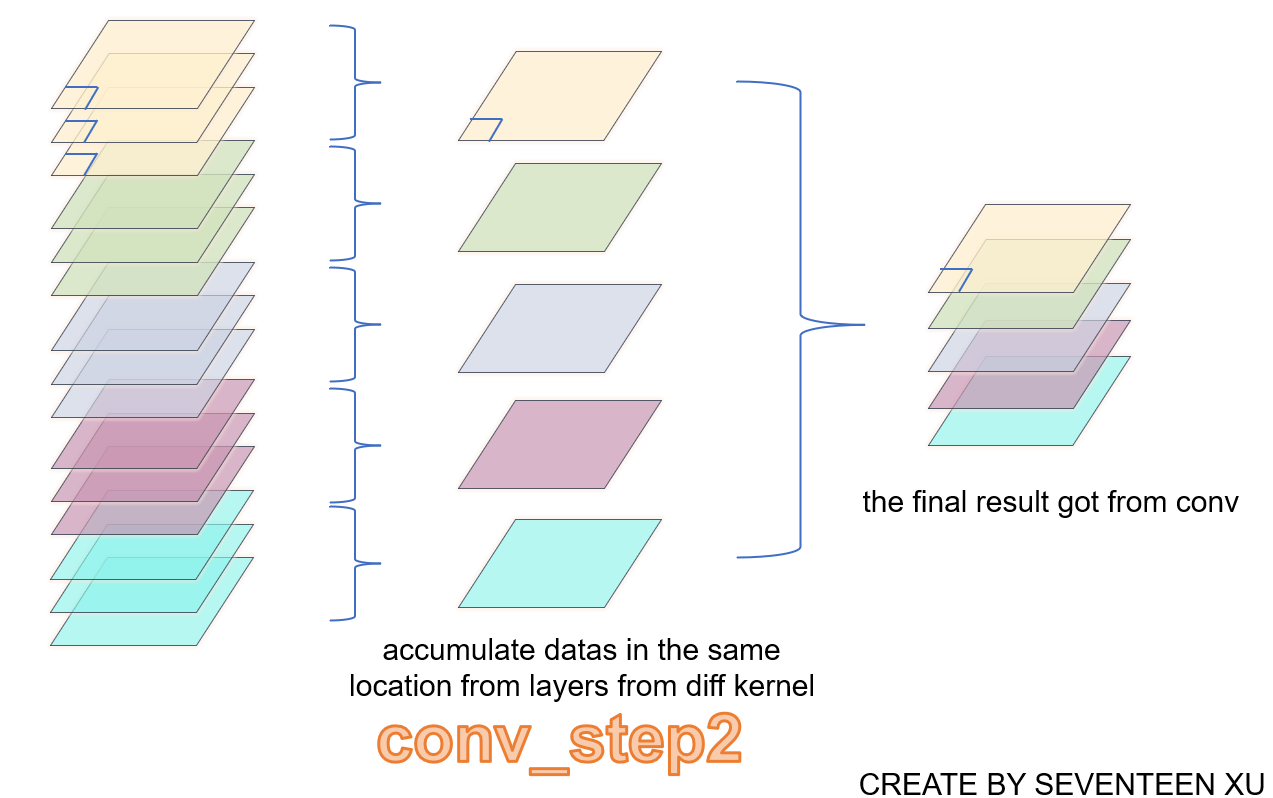 the final result got from conv
accumulate datas in the same
location from layers from diff kernel
conv_step2
CREATE BY SEVENTEEN XU